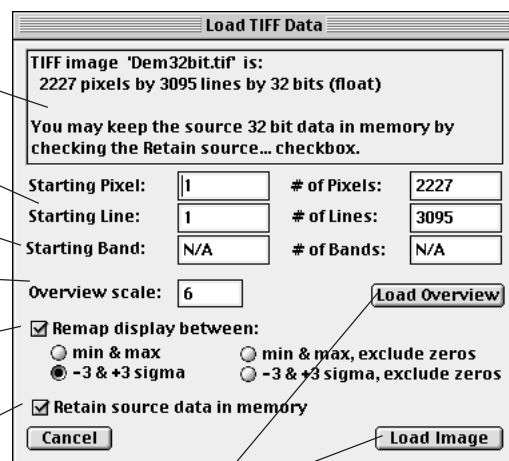 Load TIFF Data
TIFF image 'Dem32bit.tif' is:
2227 pixels by 3095 lines by 32 bits (float)
You may keep the source 32 bit data in memory by
checking the Retain source... checkbox.
Starting Pixel: 1 # of Pixels: 2227
Starting Line: 1 # of Lines: 3095
Starting Band: N/A # of Bands: N/A
Overview scale: 6 Load Overview
Remap display between:
min & max min & max, exclude zeros
-3 & +3 sigma -3 & +3 sigma, exclude zeros
Retain source data in memory
Cancel Load Image